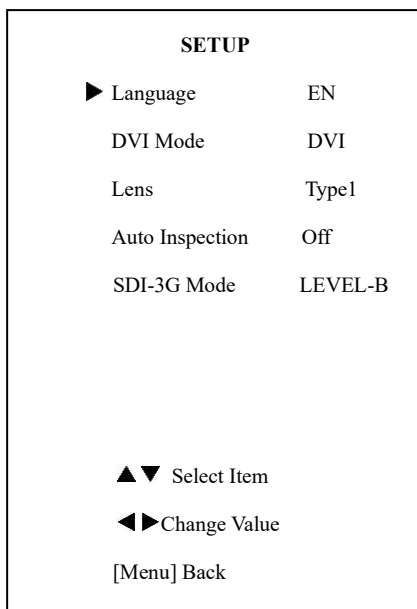 SETUP
▶ Language EN
DVI Mode DVI
Lens Type1
Auto Inspection Off
SDI-3G Mode LEVEL-B
▲▼ Select Item
◀▶Change Value
[Menu] Back